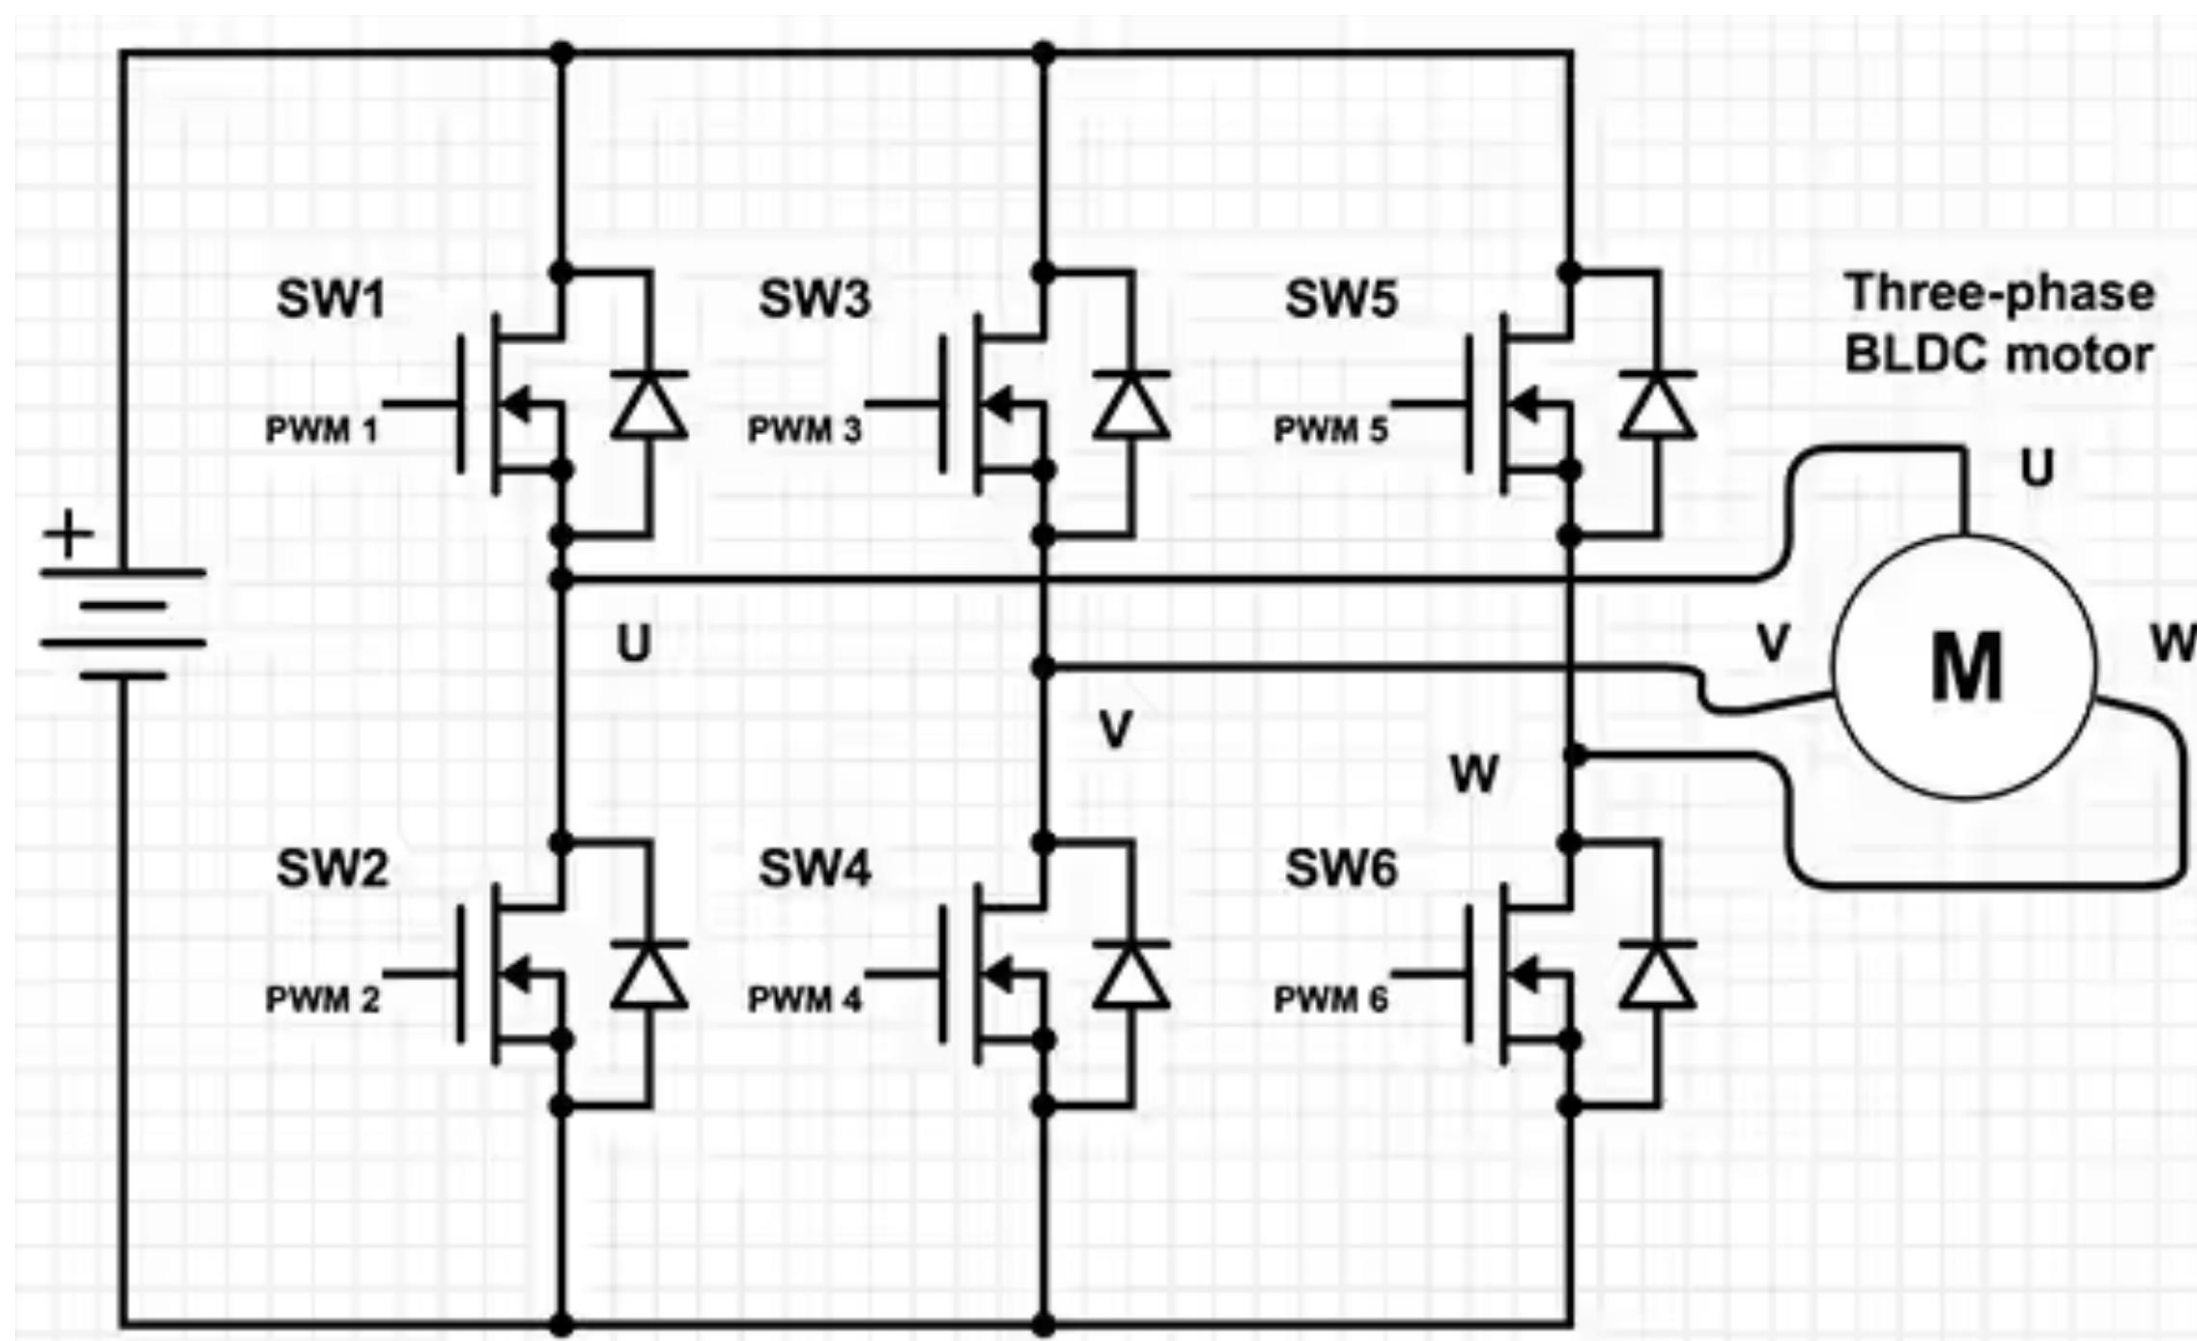 SW1
SW3
SW5
Three-phase
BLDC motor
PWM 1
PWM 3
PWM 5
U
+
U
V
M
W
V
W
SW2
SW4
SW6
PWM 2
PWM 4
PWM 6